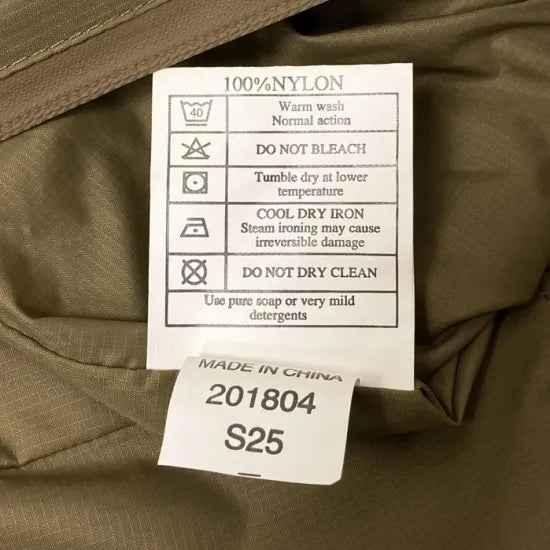 100%NYLON
40
Warm wash
Normal action
DO NOT BLEACH
Tumble dry at lower
temperature
COOL DRY IRON
Steam ironing may cause
irreversible damage
DO NOT DRY CLEAN
Use pure soap or very mild
detergents
MADE IN CHINA
201804
S25